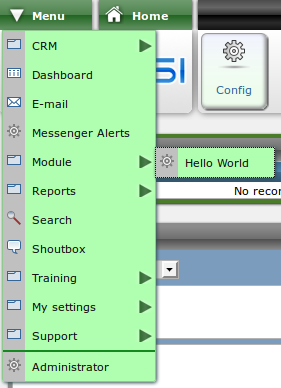 Menu Home
CRM
Dashboard
E-mail
Config
Messenger Alerts
Module
Hello World
Reports
No recor
Search
Shoutbox
Training
My settings
Support
Administrator